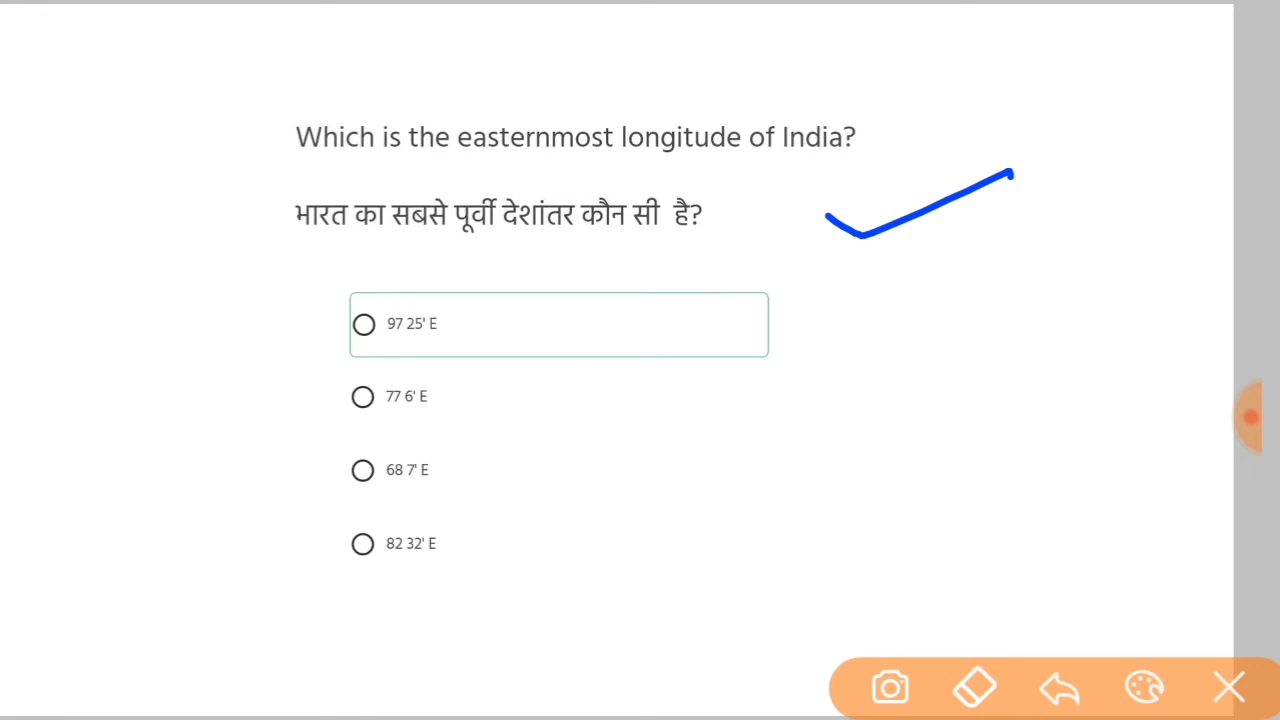 Which is the easternmost longitude of India?
भारत का सबसे पूर्वी देशांतर कौन सी है?
97 25' E
77 6' E
68 7' E
82 32' E